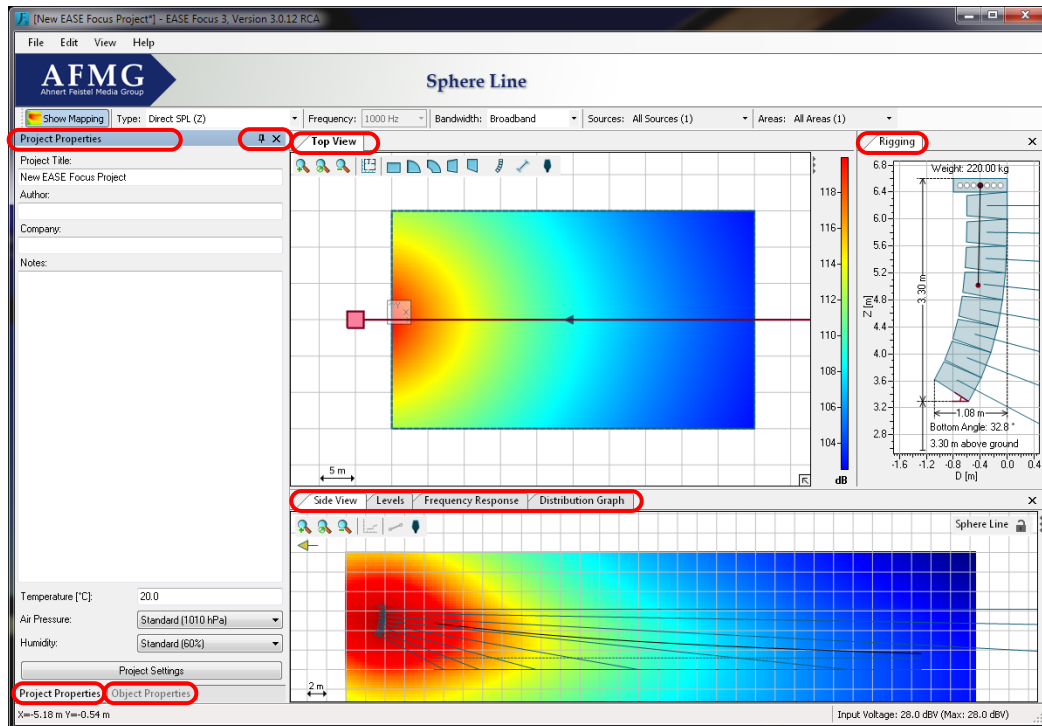 [New EASE Focus Project*] - EASE Focus 3, Version 3.0.12 RCA
File Edit View Help
AFMG
Ahnert Feistel Media Group
Sphere Line
Show Mapping Type: Direct SPL (Z) Frequency: 1000 Hz Bandwidth: Broadband Sources: All Sources (1) Areas: All Areas (1)
Project Properties
Project Title:
New EASE Focus Project
Author:
Company:
Notes:
Temperature [°C]: 20.0
Air Pressure: Standard (1010 hPa)
Humidity: Standard (60%)
Project Settings
Project Properties Object Properties
Top View
Y
X
5 m
118
116
114
112
110
108
106
104
dB
Rigging
Weight: 220.00 kg
6.8
6.4
6.0
5.6
5.2
4.8
4.4
4.0
3.6
3.2
2.8
Z [m]
3.30 m
1.08 m
Bottom Angle: 32.8 °
3.30 m above ground
-1.6 -1.2 -0.8 -0.4 0.0 0.4
D [m]
Side View Levels Frequency Response Distribution Graph
Sphere Line
2 m
X=-5.18 m Y=-0.54 m
Input Voltage: 28.0 dBV (Max: 28.0 dBV)